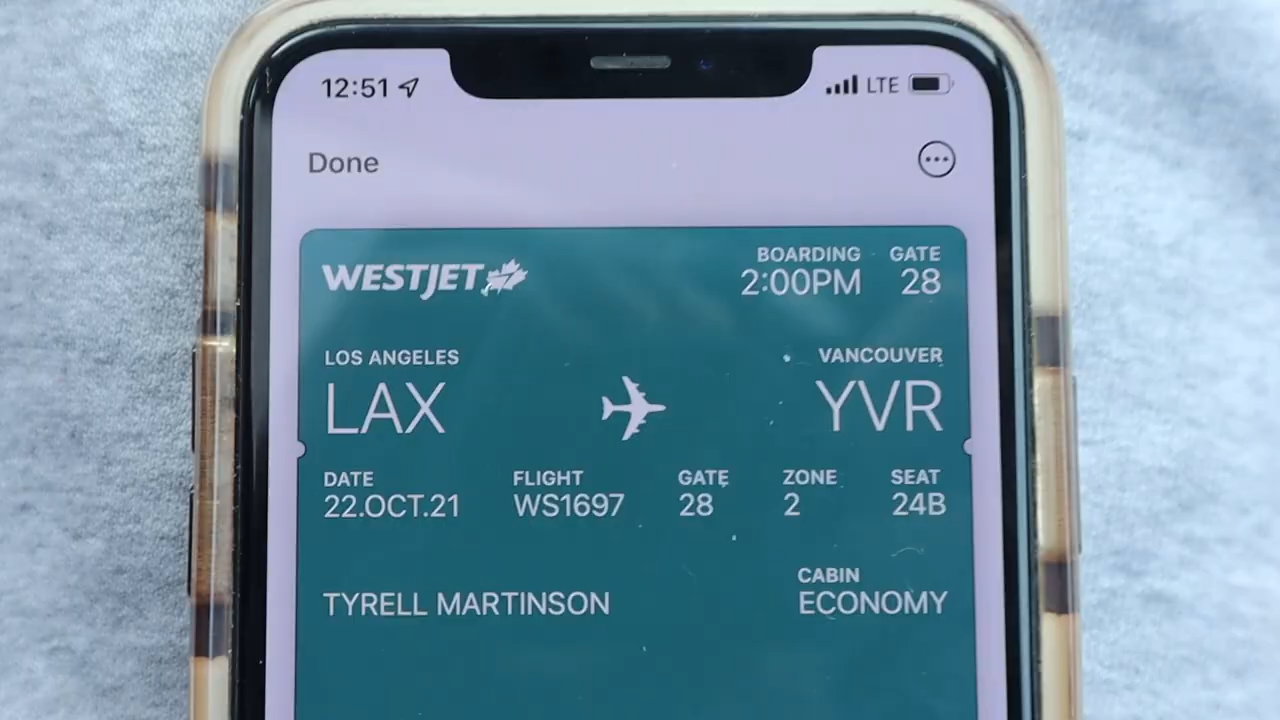 12:51 LTE
Done
WESTJET
BOARDING GATE
2:00PM 28
LOS ANGELES VANCOUVER
LAX YVR
DATE FLIGHT GATE ZONE SEAT
22.OCT.21 WS1697 28 2 24B
CABIN
TYRELL MARTINSON ECONOMY